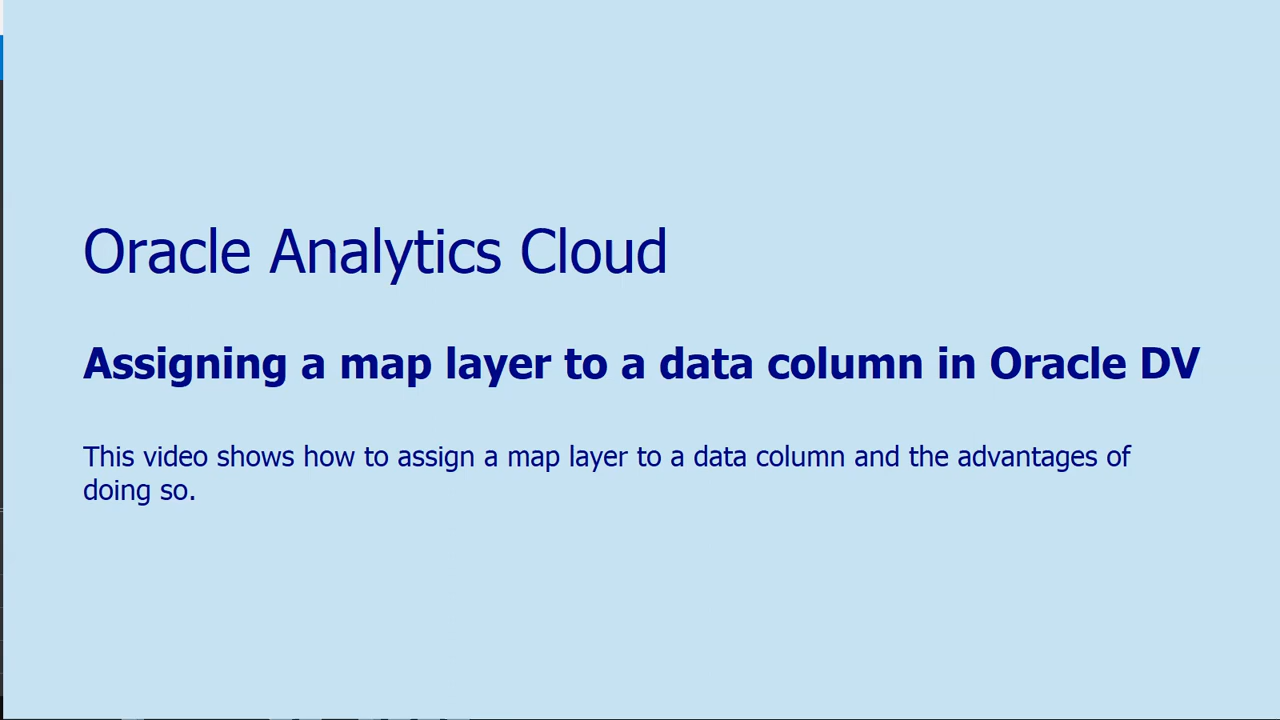 Oracle Analytics Cloud
Assigning a map layer to a data column in Oracle DV
This video shows how to assign a map layer to a data column and the advantages of
doing so.